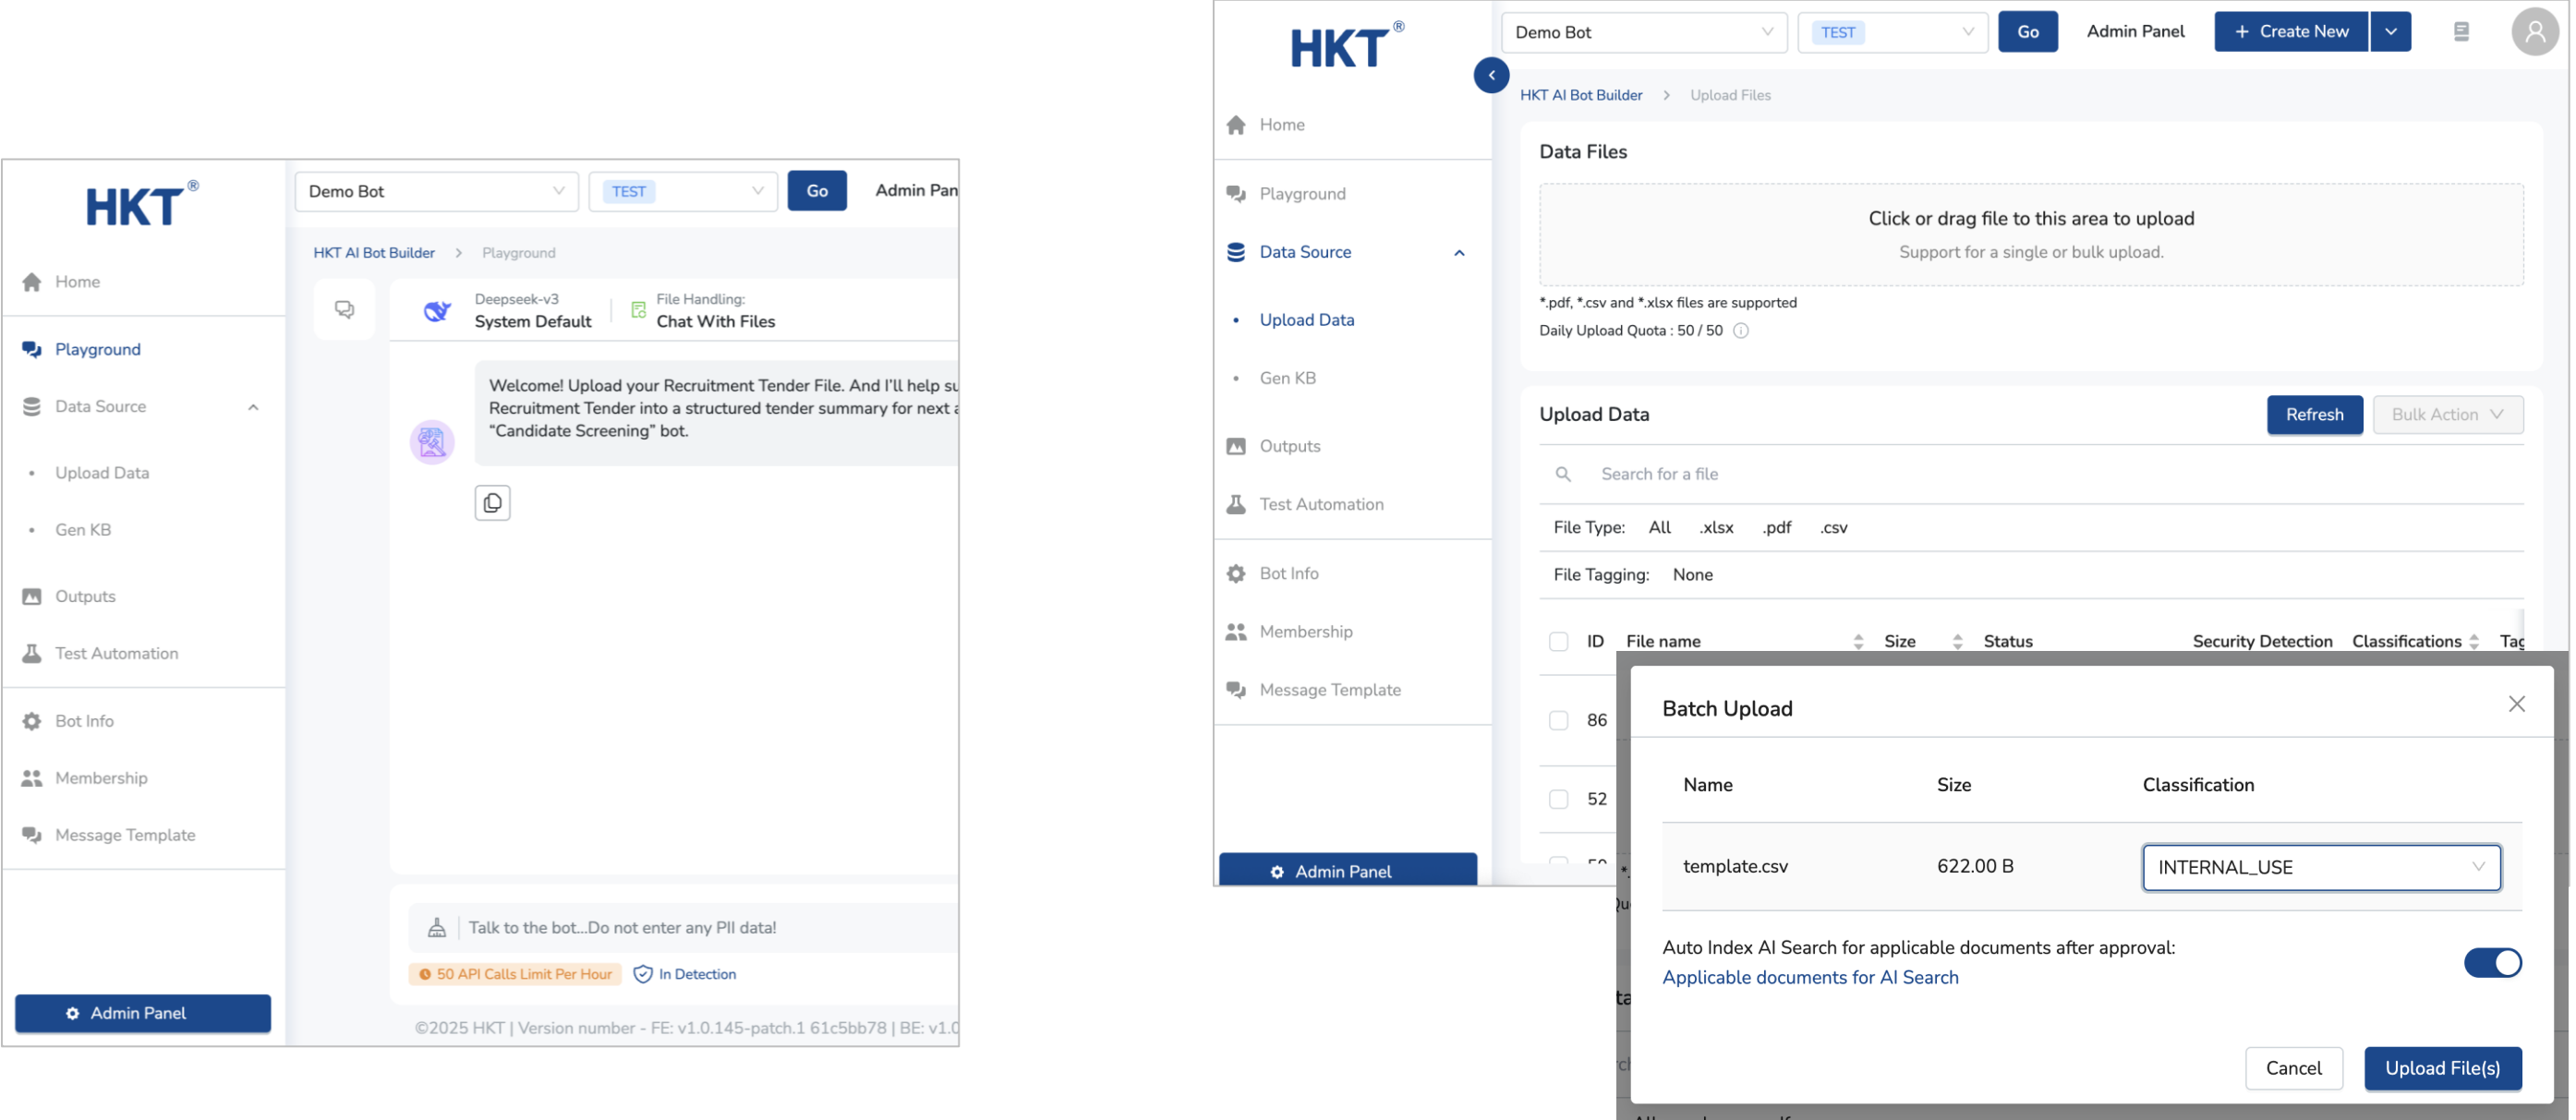 HKT®
Demo Bot
TEST
Go
Admin Pan
HKT AI Bot Builder > Playground
Home
Playground
Data Source
Upload Data
Gen KB
Outputs
Test Automation
Bot Info
Membership
Message Template
Admin Panel
Deepseek-v3
System Default
File Handling:
Chat With Files
Welcome! Upload your Recruitment Tender File. And I'll help su
Recruitment Tender into a structured tender summary for next a
“Candidate Screening” bot.
Talk to the bot...Do not enter any PII data!
50 API Calls Limit Per Hour
In Detection
©2025 HKT | Version number - FE: v1.0.145-patch.1 61c5bb78 | BE: v1.0
HKT®
Demo Bot
TEST
Go
Admin Panel
+ Create New
HKT AI Bot Builder > Upload Files
Home
Playground
Data Source
Upload Data
Gen KB
Outputs
Test Automation
Bot Info
Membership
Message Template
Admin Panel
Data Files
Click or drag file to this area to upload
Support for a single or bulk upload.
*.pdf, *.csv and *.xlsx files are supported
Daily Upload Quota : 50 / 50
Upload Data
Refresh
Bulk Action
Search for a file
File Type: All .xlsx .pdf .csv
File Tagging: None
ID File name Size Status Security Detection Classifications Tag
86
52
Batch Upload
Name Size Classification
template.csv 622.00 B INTERNAL_USE
Auto Index AI Search for applicable documents after approval:
Applicable documents for AI Search
Cancel
Upload File(s)